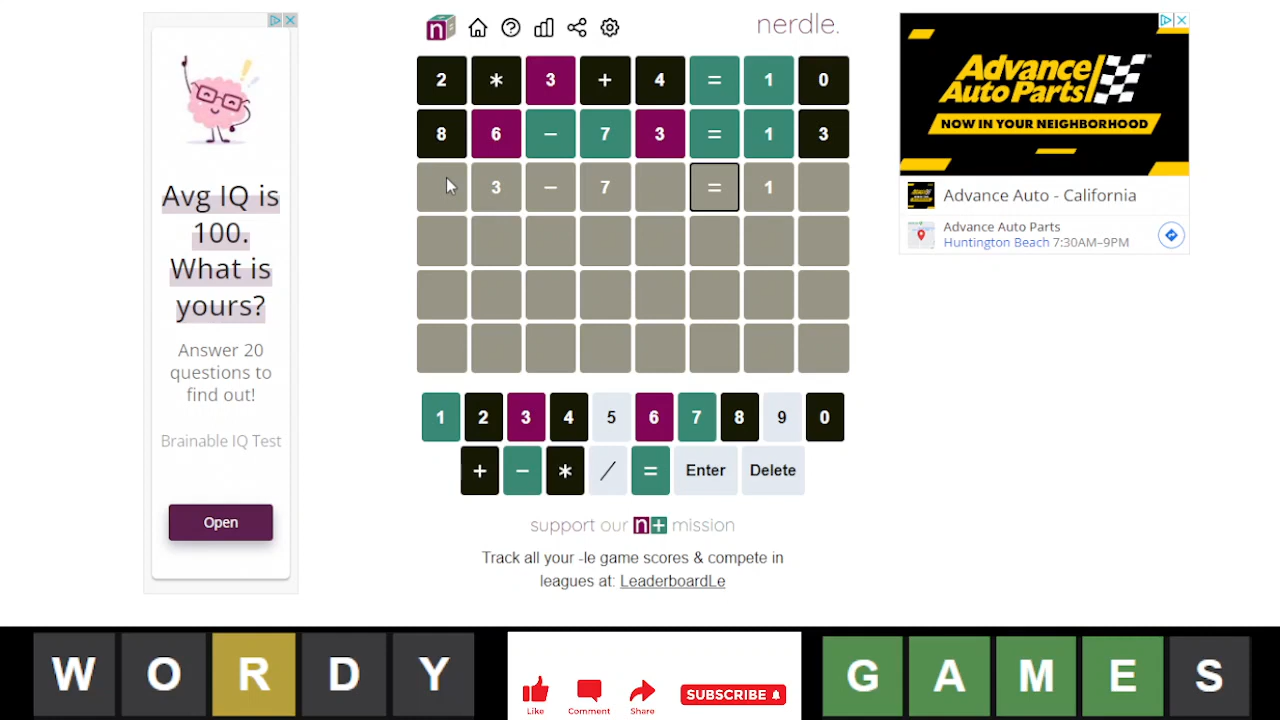 nerdle.
2 * 3 + 4 = 1 0
8 6 - 7 3 = 1 3
3 - 7 = 1
1 2 3 4 5 6 7 8 9 0
+ - * / = Enter Delete
support our n+ mission
Track all your -le game scores & compete in
leagues at: LeaderboardLe
Avg IQ is
100.
What is
yours?
Answer 20
questions to
find out!
Brainable IQ Test
Open
Advance
Auto Parts
NOW IN YOUR NEIGHBORHOOD
Advance Auto - California
Advance Auto Parts
Huntington Beach 7:30AM–9PM
WORDY
Like
Comment
Share
SUBSCRIBE
GAMES